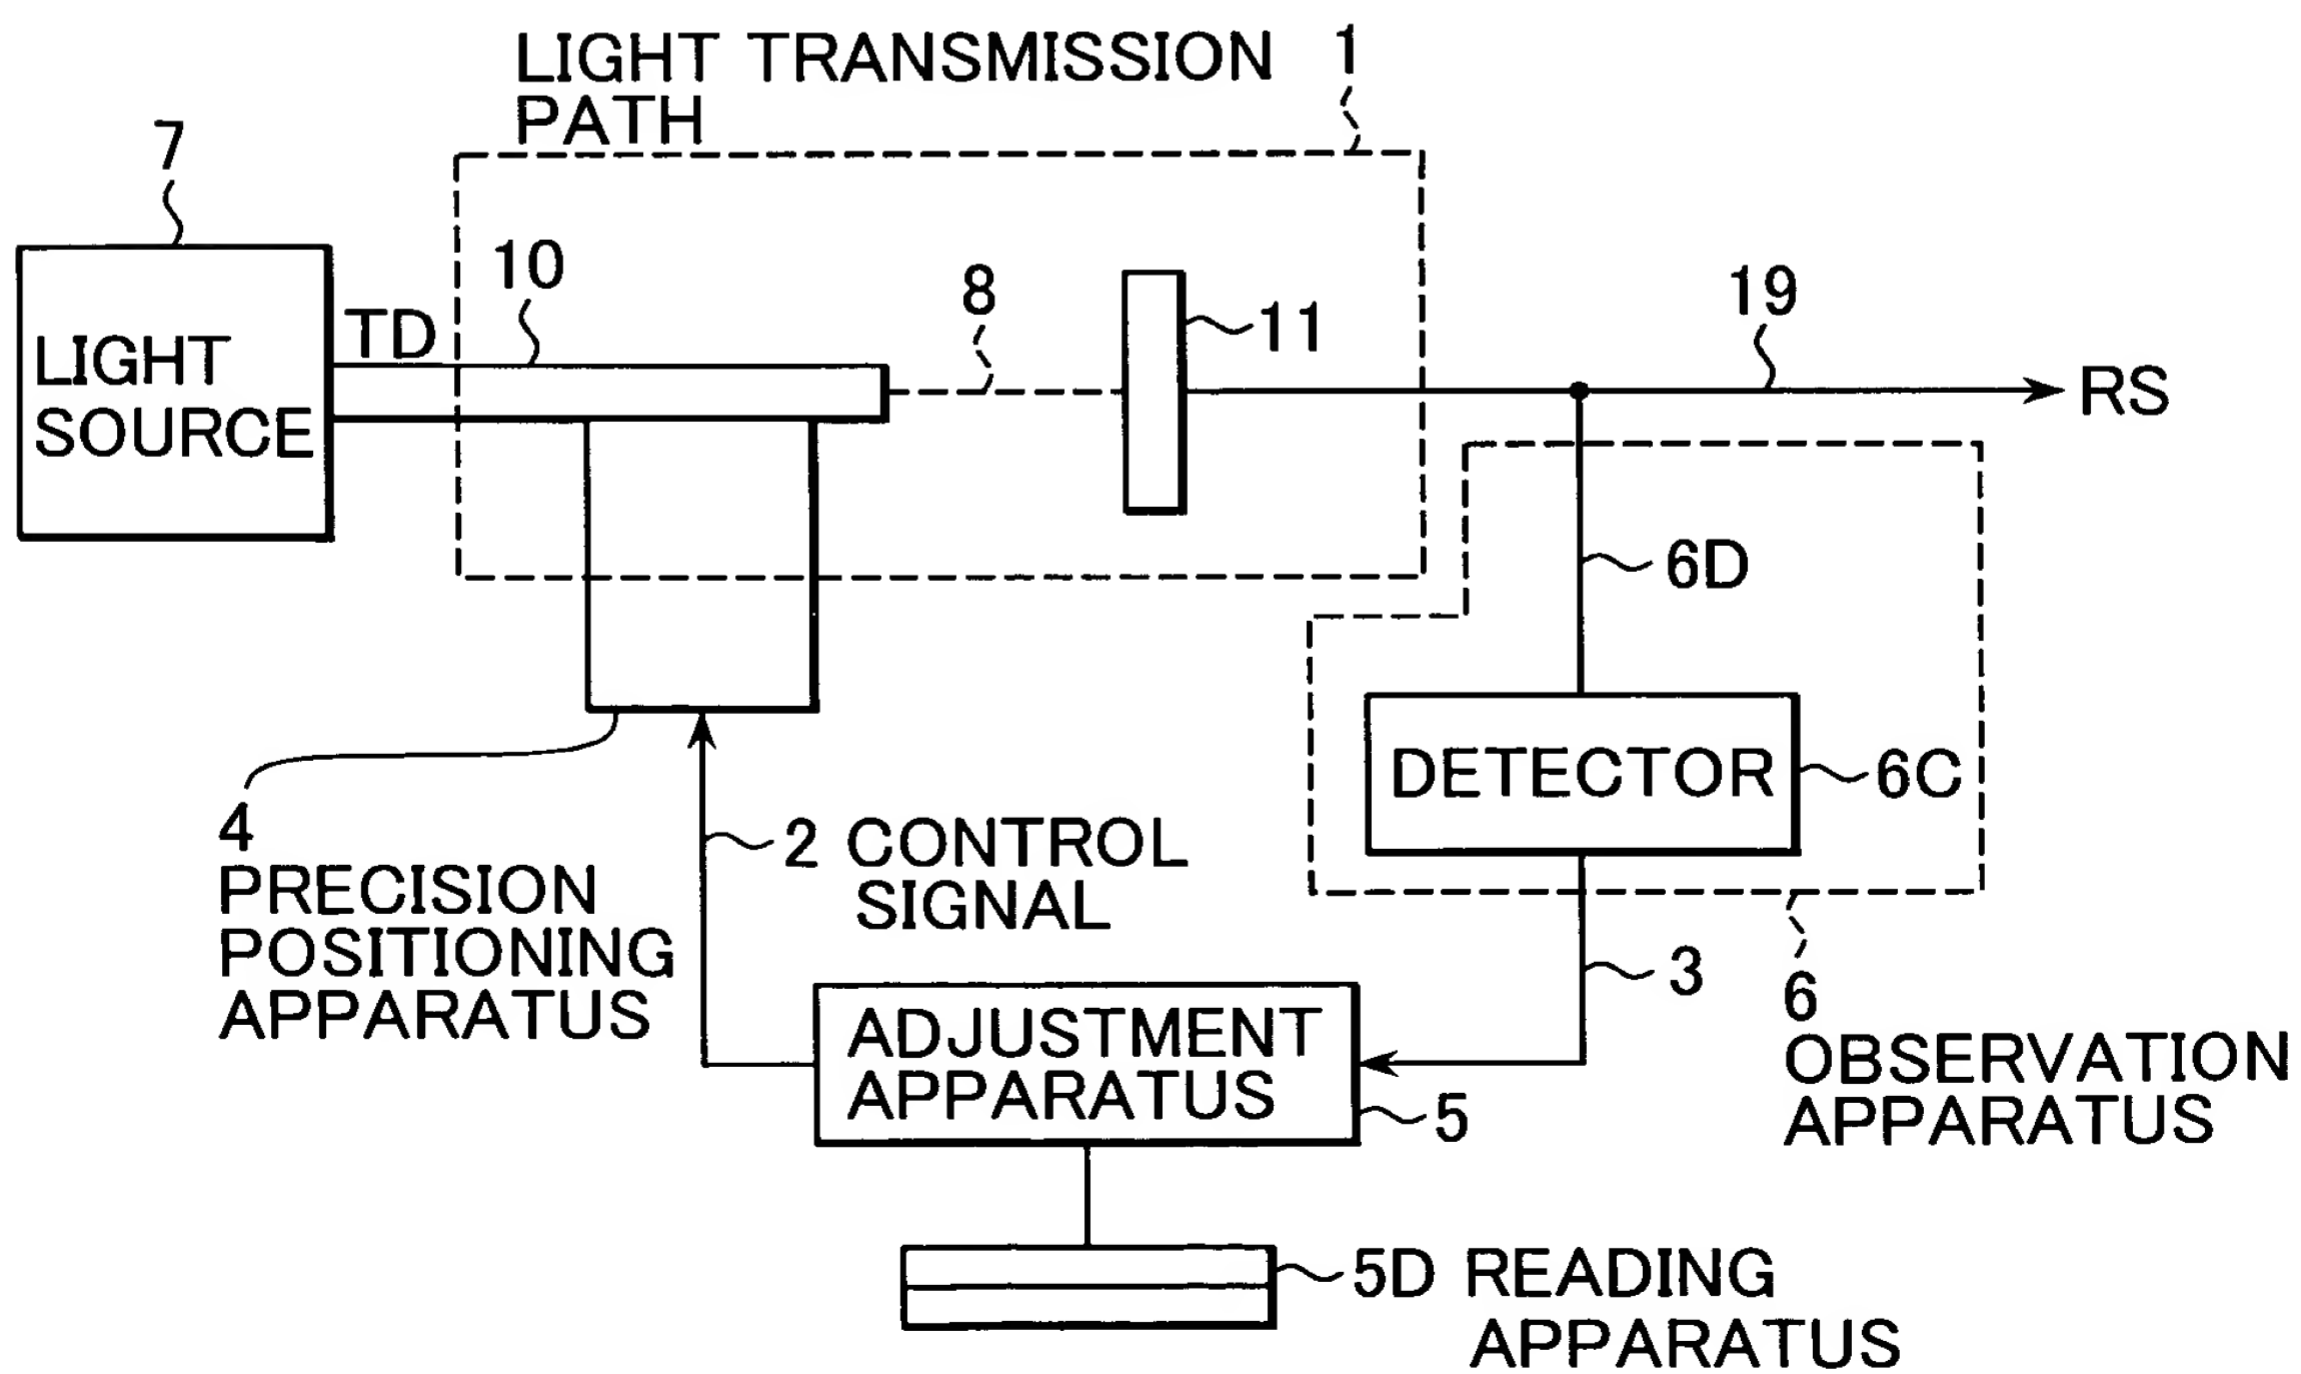 LIGHT TRANSMISSION
PATH
1
7
10
8
11
19
TD
LIGHT
SOURCE
RS
6D
DETECTOR
6C
4
PRECISION
POSITIONING
APPARATUS
2 CONTROL
SIGNAL
3
6
OBSERVATION
APPARATUS
ADJUSTMENT
APPARATUS
5
5D READING
APPARATUS